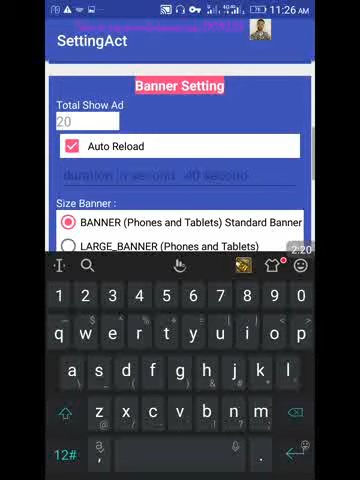 11:26 AM
SettingAct
Banner Setting
Total Show Ad
20
Auto Reload
duration in second : 40 second
Size Banner :
BANNER (Phones and Tablets) Standard Banner
LARGE_BANNER (Phones and Tablets)
2:20
1 2 3 4 5 6 7 8 9 0
q w e r t y u i o p
a s d f g h j k l
z x c v b n m
12# , .